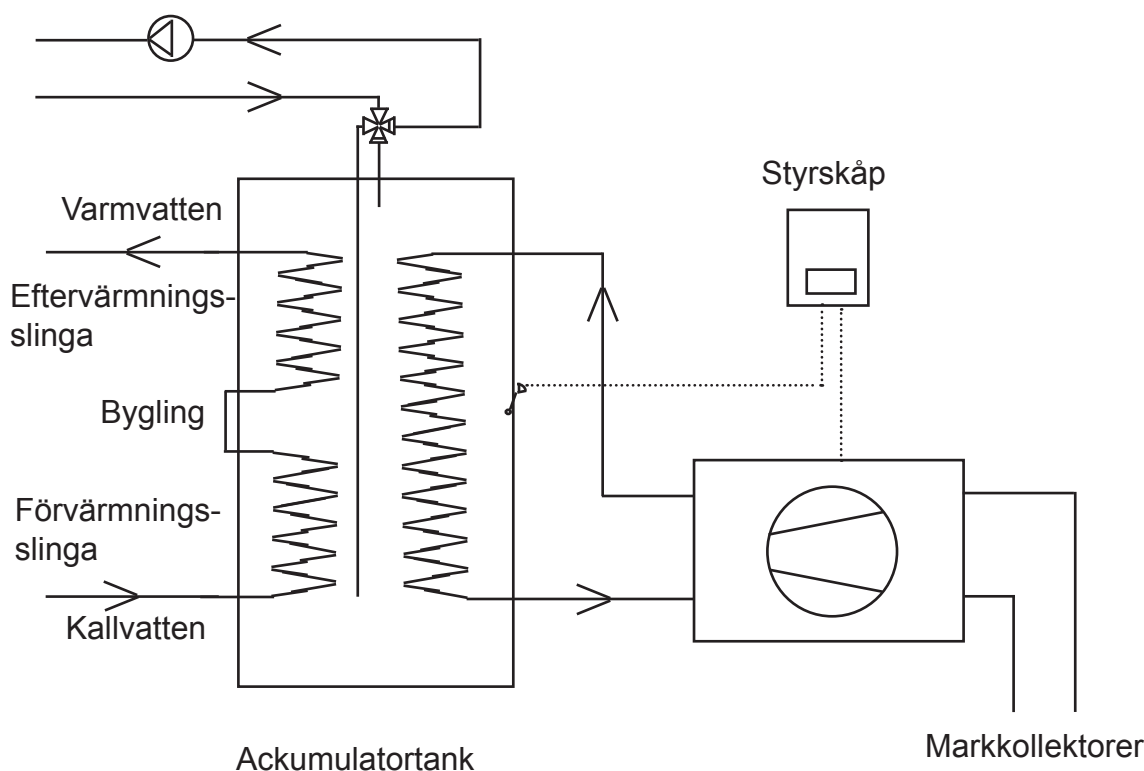 Styrskåp
Varmvatten
Eftervärmnings-
slinga
Bygling
Förvärmnings-
slinga
Kallvatten
Markkollektorer
Ackumulatortank